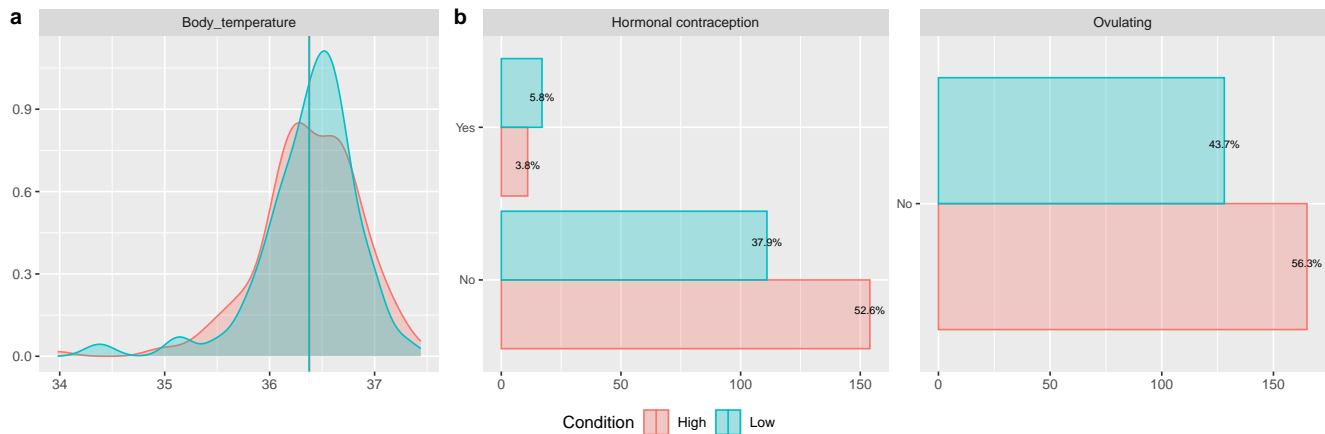 a
Body_temperature
0.9
0.6
0.3
0.0
34 35 36 37
b
Hormonal contraception
Yes
No
5.8%
3.8%
37.9%
52.6%
0 50 100 150
Ovulating
No
43.7%
56.3%
0 50 100 150
Condition High Low